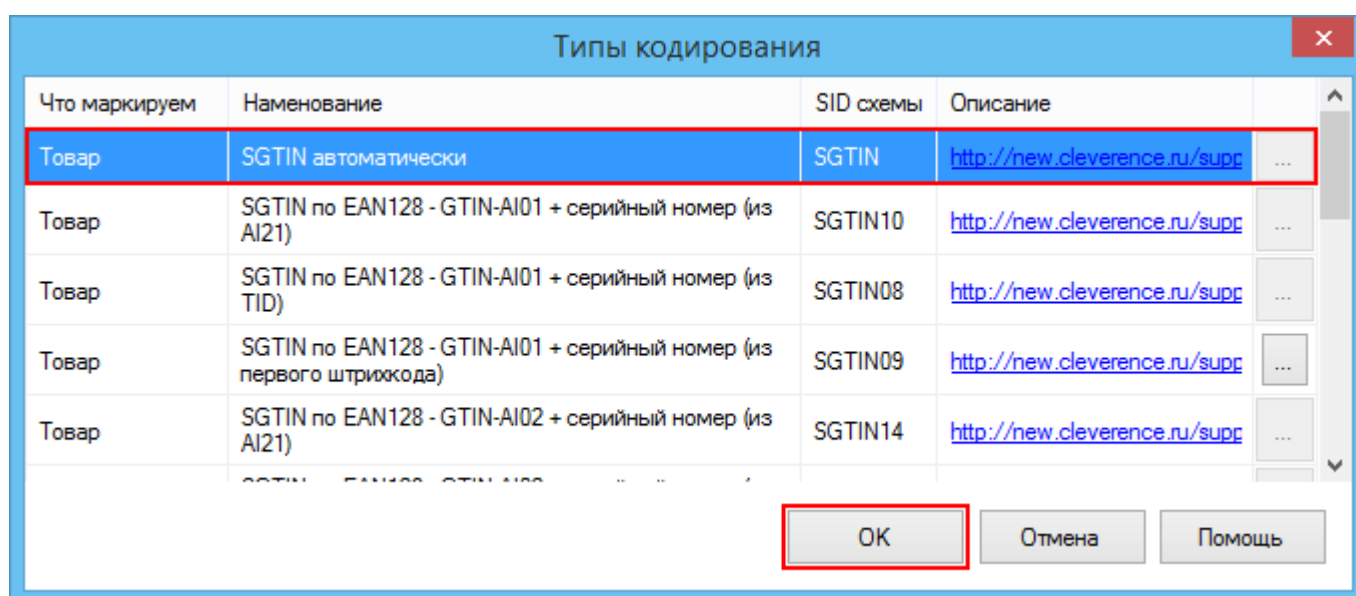 Типы кодирования
Что маркируем Наменование SID схемы Описание
Товар SGTIN автоматически SGTIN http://new.cleverence.ru/supp ...
SGTIN по EAN128 - GTIN-AI01 + серийный номер (из
Товар SGTIN10 http://new.cleverence.ru/supp ...
AI21)
SGTIN по EAN128 - GTIN-AI01 + серийный номер (из
Товар SGTIN08 http://new.cleverence.ru/supp ...
TID)
SGTIN по EAN128 - GTIN-AI01 + серийный номер (из
Товар SGTIN09 http://new.cleverence.ru/supp ...
первого штрихкода)
SGTIN по EAN128 - GTIN-AI02 + серийный номер (из
Товар SGTIN14 http://new.cleverence.ru/supp ...
AI21)
OK Отмена Помощь